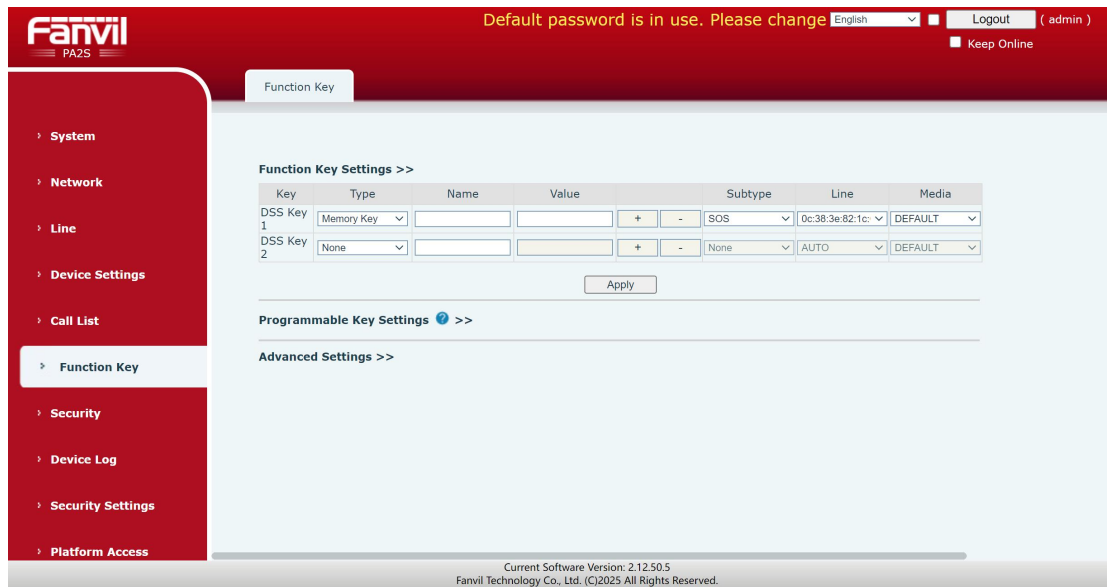 Fanvil
PA2S
Default password is in use. Please change
English
Logout
( admin )
Keep Online
Function Key
System
Network
Line
Device Settings
Call List
Function Key
Security
Device Log
Security Settings
Platform Access
Function Key Settings >>
Key Type Name Value Subtype Line Media
DSS Key 1 Memory Key + - SOS 0c:38:3e:82:1c: DEFAULT
DSS Key 2 None + - None AUTO DEFAULT
Apply
Programmable Key Settings ? >>
Advanced Settings >>
Current Software Version: 2.12.50.5
Fanvil Technology Co., Ltd. (C)2025 All Rights Reserved.